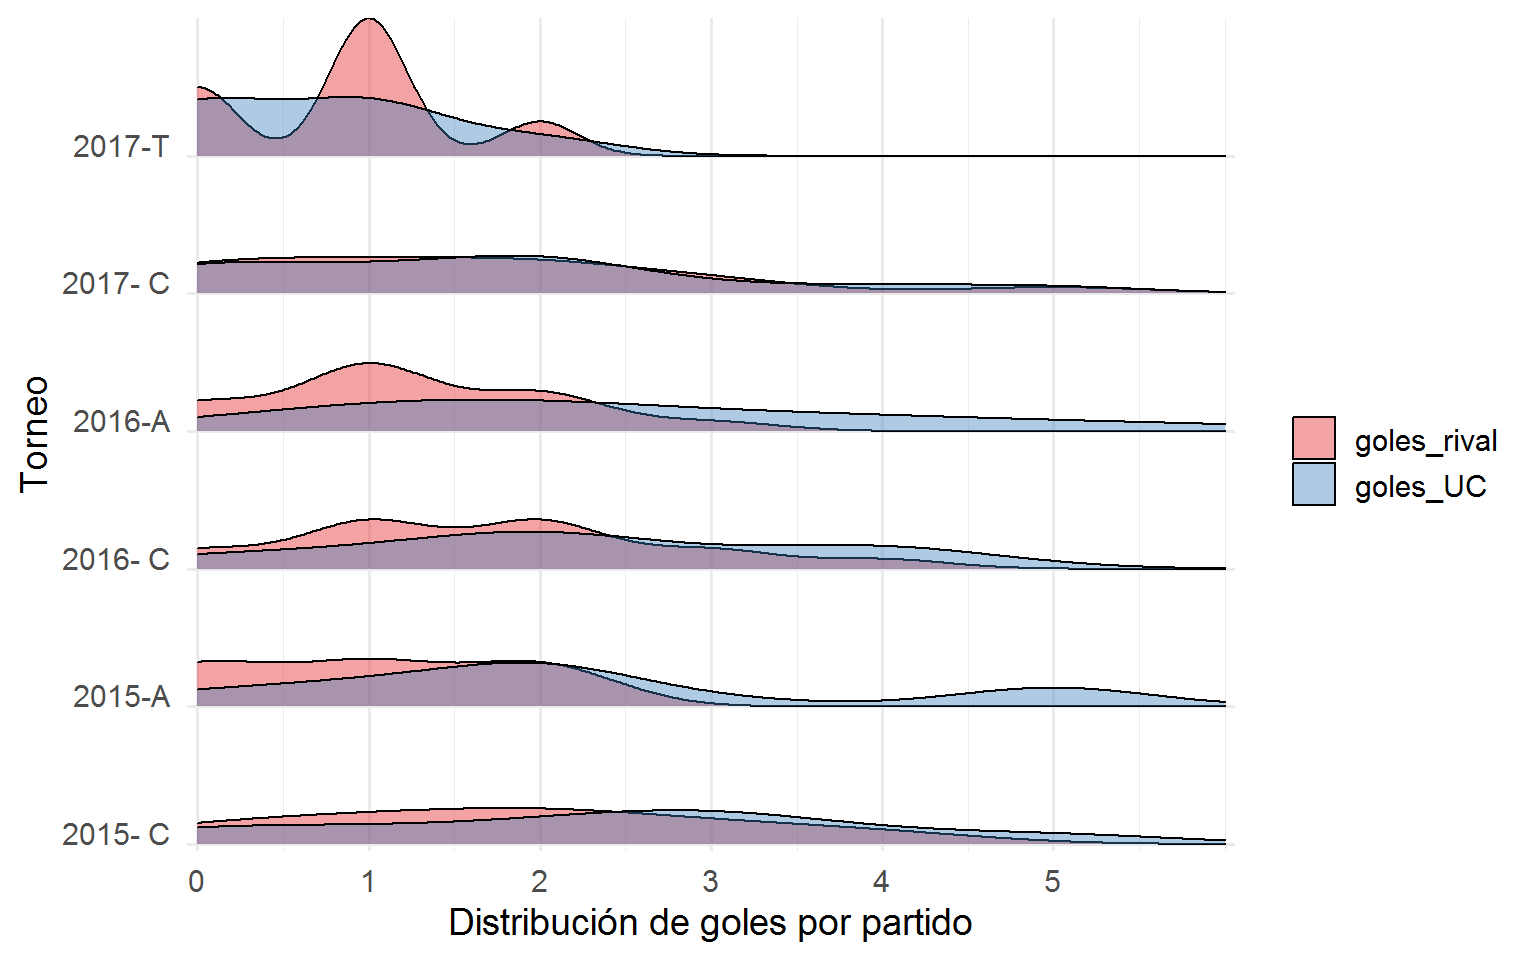 2017-T
2017- C
2016-A
2016- C
2015-A
2015- C
Torneo
0 1 2 3 4 5
Distribución de goles por partido
goles_rival
goles_UC